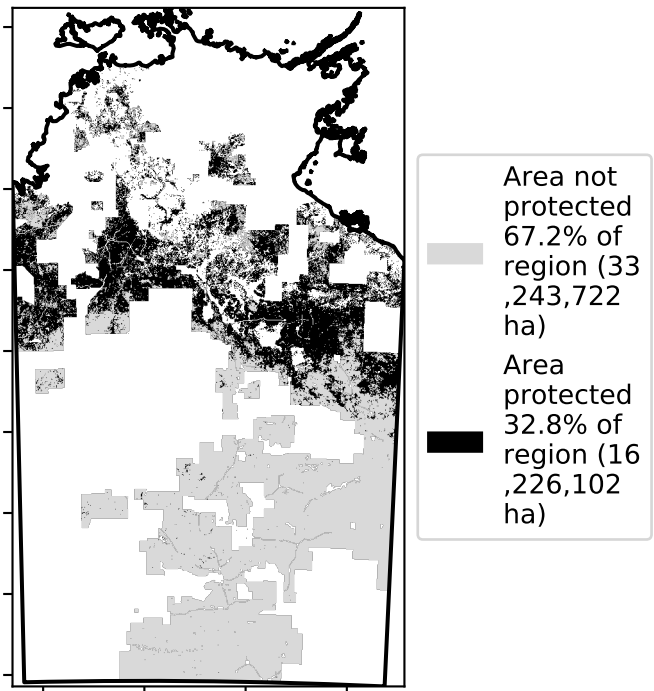 Area not
protected
67.2% of
region (33
,243,722
ha)
Area
protected
32.8% of
region (16
,226,102
ha)